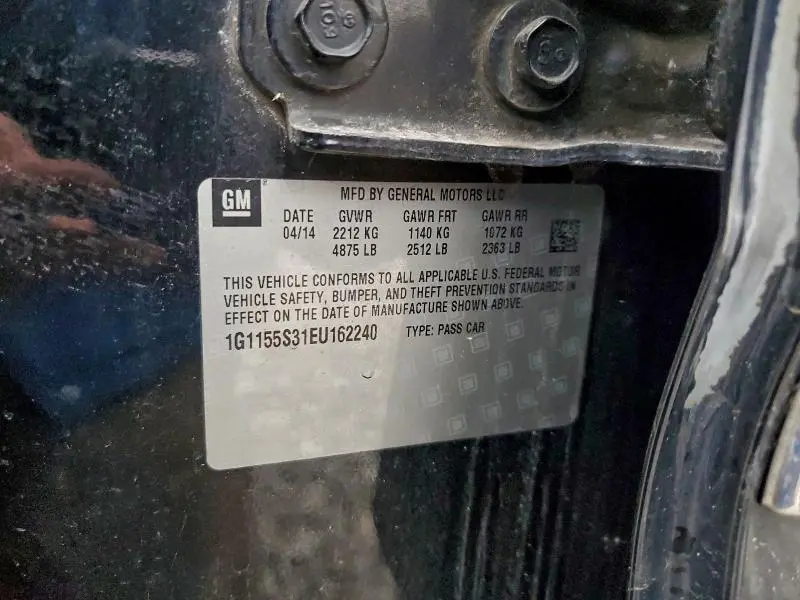 GM
MFD BY GENERAL MOTORS LLC
DATE GVWR GAWR FRT GAWR RR
04/14 2212 KG 1140 KG 1072 KG
4875 LB 2512 LB 2363 LB
THIS VEHICLE CONFORMS TO ALL APPLICABLE U.S. FEDERAL MOTOR
VEHICLE SAFETY, BUMPER, AND THEFT PREVENTION STANDARDS IN
EFFECT ON THE DATE OF MANUFACTURE SHOWN ABOVE.
1G1155S31EU162240 TYPE: PASS CAR